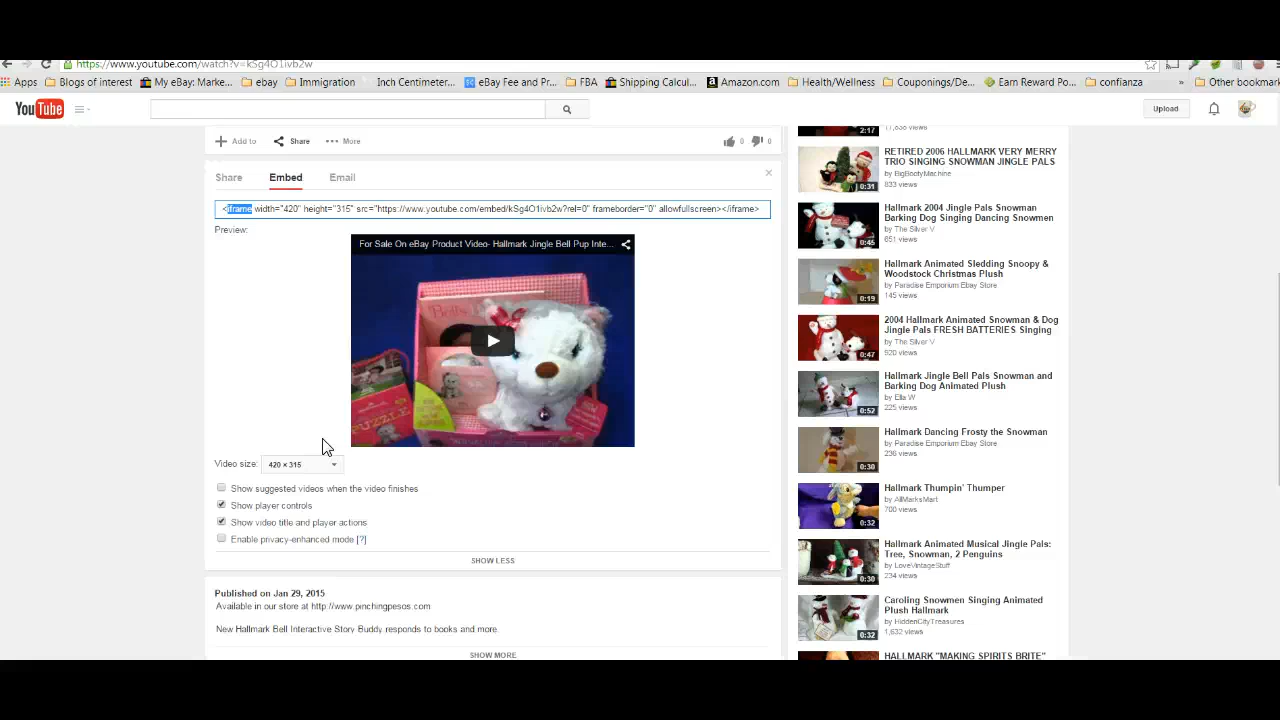 https://www.youtube.com/watch?v=kSg4O1ivb2w
Apps Blogs of interest My eBay: Marke... ebay Immigration Inch Centimeter... eBay Fee and Pr... FBA Shipping Calcul... Amazon.com Health/Wellness Couponings/De... Earn Reward Po... confianza » Other bookmark
YouTube Upload
Add to Share More 0 0
Share Embed Email
<iframe width="420" height="315" src="https://www.youtube.com/embed/kSg4O1ivb2w?rel=0" frameborder="0" allowfullscreen></iframe>
Preview:
For Sale On eBay Product Video- Hallmark Jingle Bell Pup Inte...
PUZZLE
Video size: 420 × 315
Show suggested videos when the video finishes
Show player controls
Show video title and player actions
Enable privacy-enhanced mode [?]
SHOW LESS
Published on Jan 29, 2015
Available in our store at http://www.pinchingpesos.com
New Hallmark Bell Interactive Story Buddy responds to books and more.
SHOW MORE
2:17
17,838 views
RETIRED 2006 HALLMARK VERY MERRY
TRIO SINGING SNOWMAN JINGLE PALS
by BigBootyMachine
833 views
0:31
Hallmark 2004 Jingle Pals Snowman
Barking Dog Singing Dancing Snowmen
by The Silver V
651 views
0:45
Hallmark Animated Sledding Snoopy &
Woodstock Christmas Plush
by Paradise Emporium Ebay Store
145 views
0:19
2004 Hallmark Animated Snowman & Dog
Jingle Pals FRESH BATTERIES Singing
by The Silver V
920 views
0:47
Hallmark Jingle Bell Pals Snowman and
Barking Dog Animated Plush
by Ella W
225 views
0:52
Hallmark Dancing Frosty the Snowman
by Paradise Emporium Ebay Store
236 views
0:30
Hallmark Thumpin' Thumper
by AllMarksMart
700 views
0:32
Hallmark Animated Musical Jingle Pals:
Tree, Snowman, 2 Penguins
by LoveVintageStuff
234 views
0:30
Caroling Snowmen Singing Animated
Plush Hallmark
by HiddenCityTreasures
1,632 views
0:32
HALLMARK "MAKING SPIRITS BRITE"